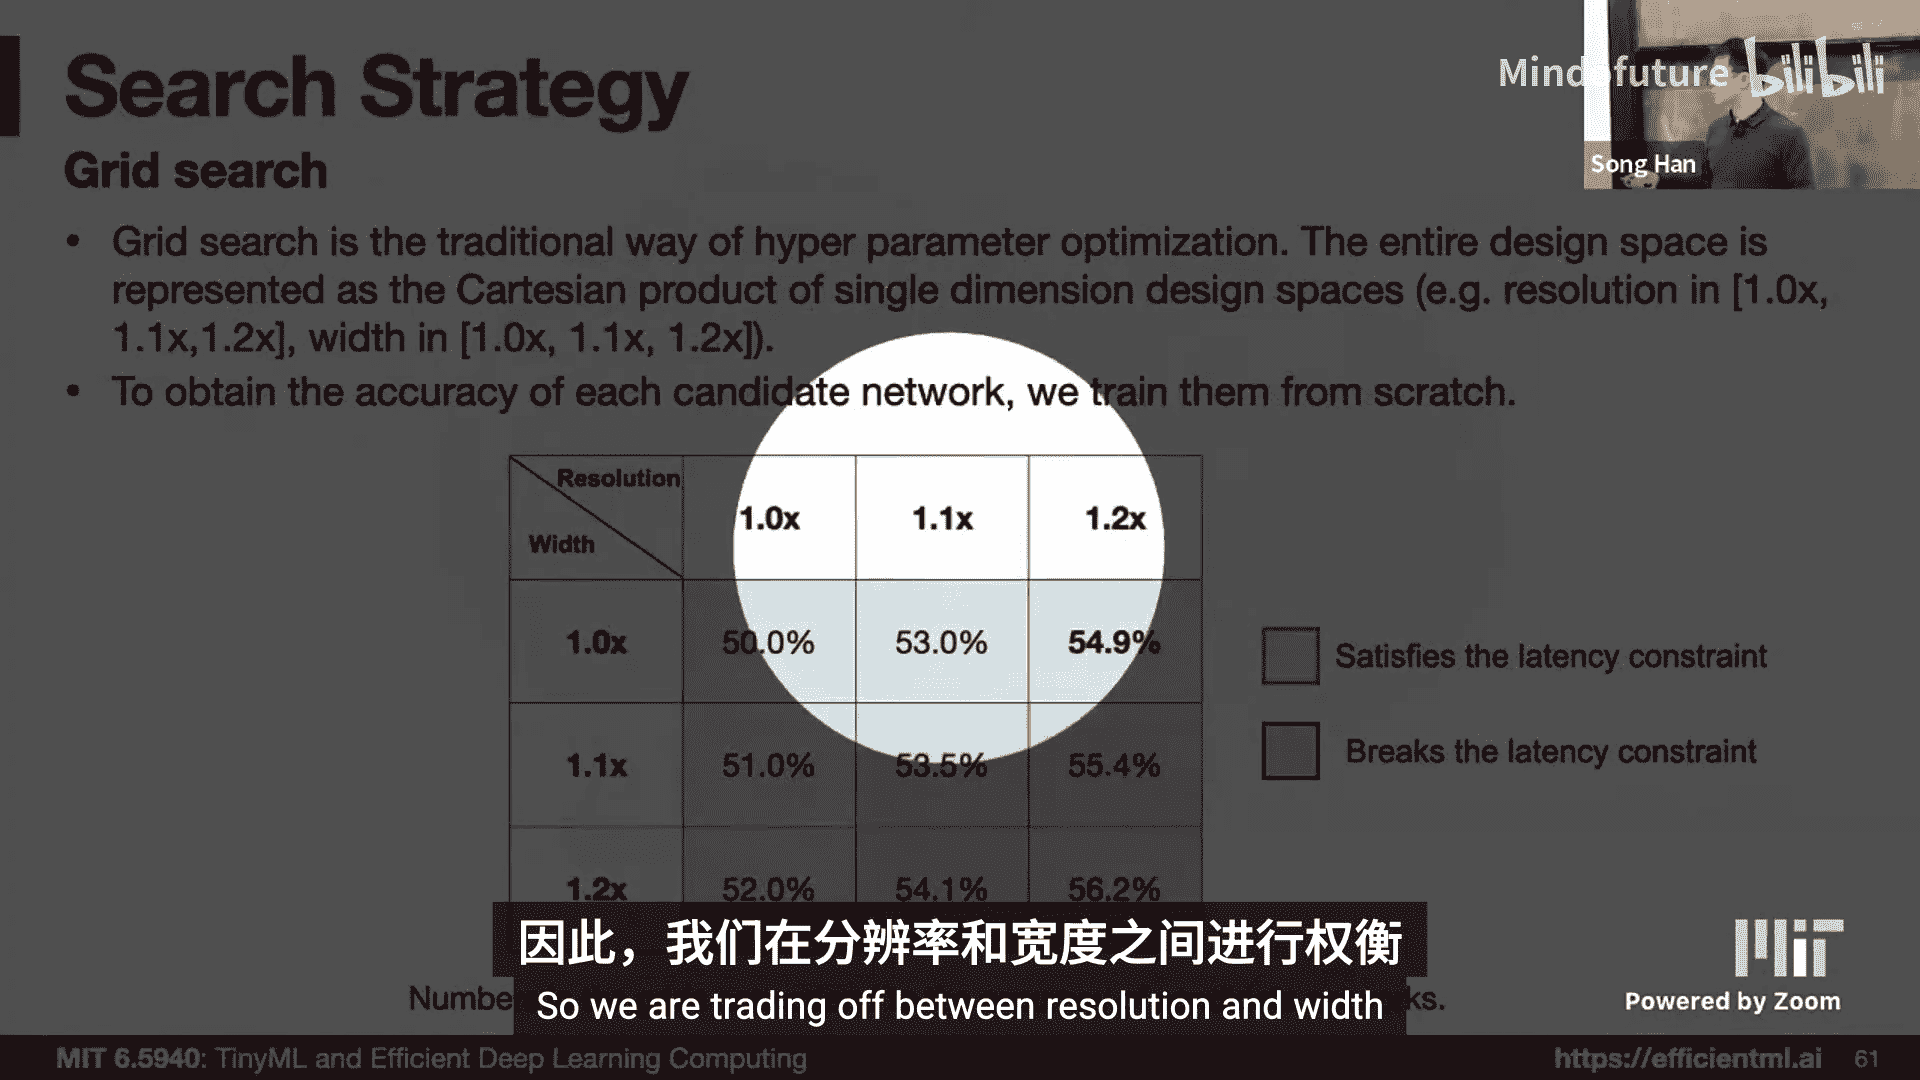 Search Strategy
Mindofuture bilibili
Song Han
Grid search
• Grid search is the traditional way of hyper parameter optimization. The entire design space is
represented as the Cartesian product of single dimension design spaces (e.g. resolution in [1.0x,
1.1x,1.2x], width in [1.0x, 1.1x, 1.2x]).
• To obtain the accuracy of each candidate network, we train them from scratch.
Resolution
Width
1.0x 1.1x 1.2x
1.0x 50.0% 53.0% 54.9%
1.1x 51.0% 53.5% 55.4%
1.2x 52.0% 54.1% 56.2%
Satisfies the latency constraint
Breaks the latency constraint
因此，我们在分辨率和宽度之间进行权衡
So we are trading off between resolution and width
MIT
Powered by Zoom
MIT 6.5940: TinyML and Efficient Deep Learning Computing
https://efficientml.ai 61